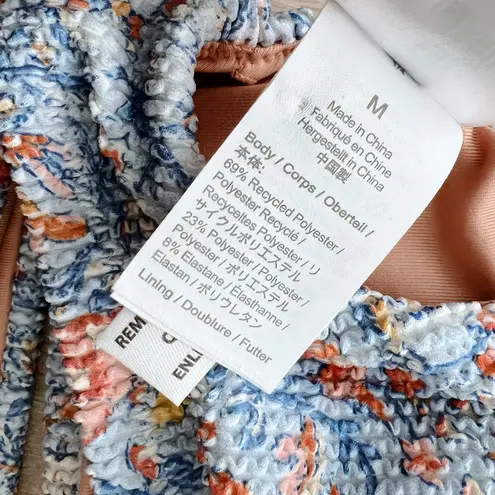 M
Made in China
Fabriqué en Chine
Hergestellt in China
中国製
Body / Corps / Oberteil /
本体:
69% Recycled Polyester /
Polyester Recyclé /
Recyceltes Polyester / リ
サイクルポリエステル
23% Polyester / Polyester /
Polyester / ポリエステル
8% Elastane / Élasthanne /
Elastan / ポリウレタン
Lining / Doublure / Futter
REM
ENL